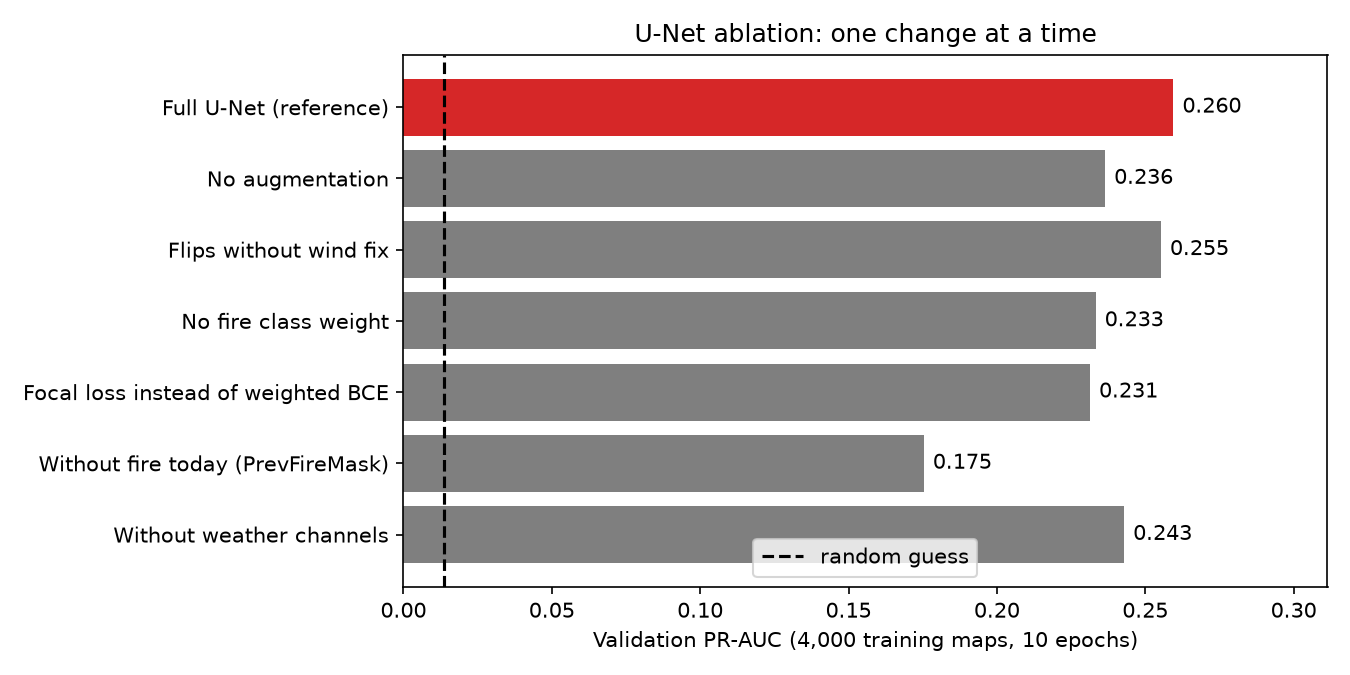 U-Net ablation: one change at a time
Full U-Net (reference)
0.260
No augmentation
0.236
Flips without wind fix
0.255
No fire class weight
0.233
Focal loss instead of weighted BCE
0.231
Without fire today (PrevFireMask)
0.175
Without weather channels
0.243
random guess
0.00 0.05 0.10 0.15 0.20 0.25 0.30
Validation PR-AUC (4,000 training maps, 10 epochs)